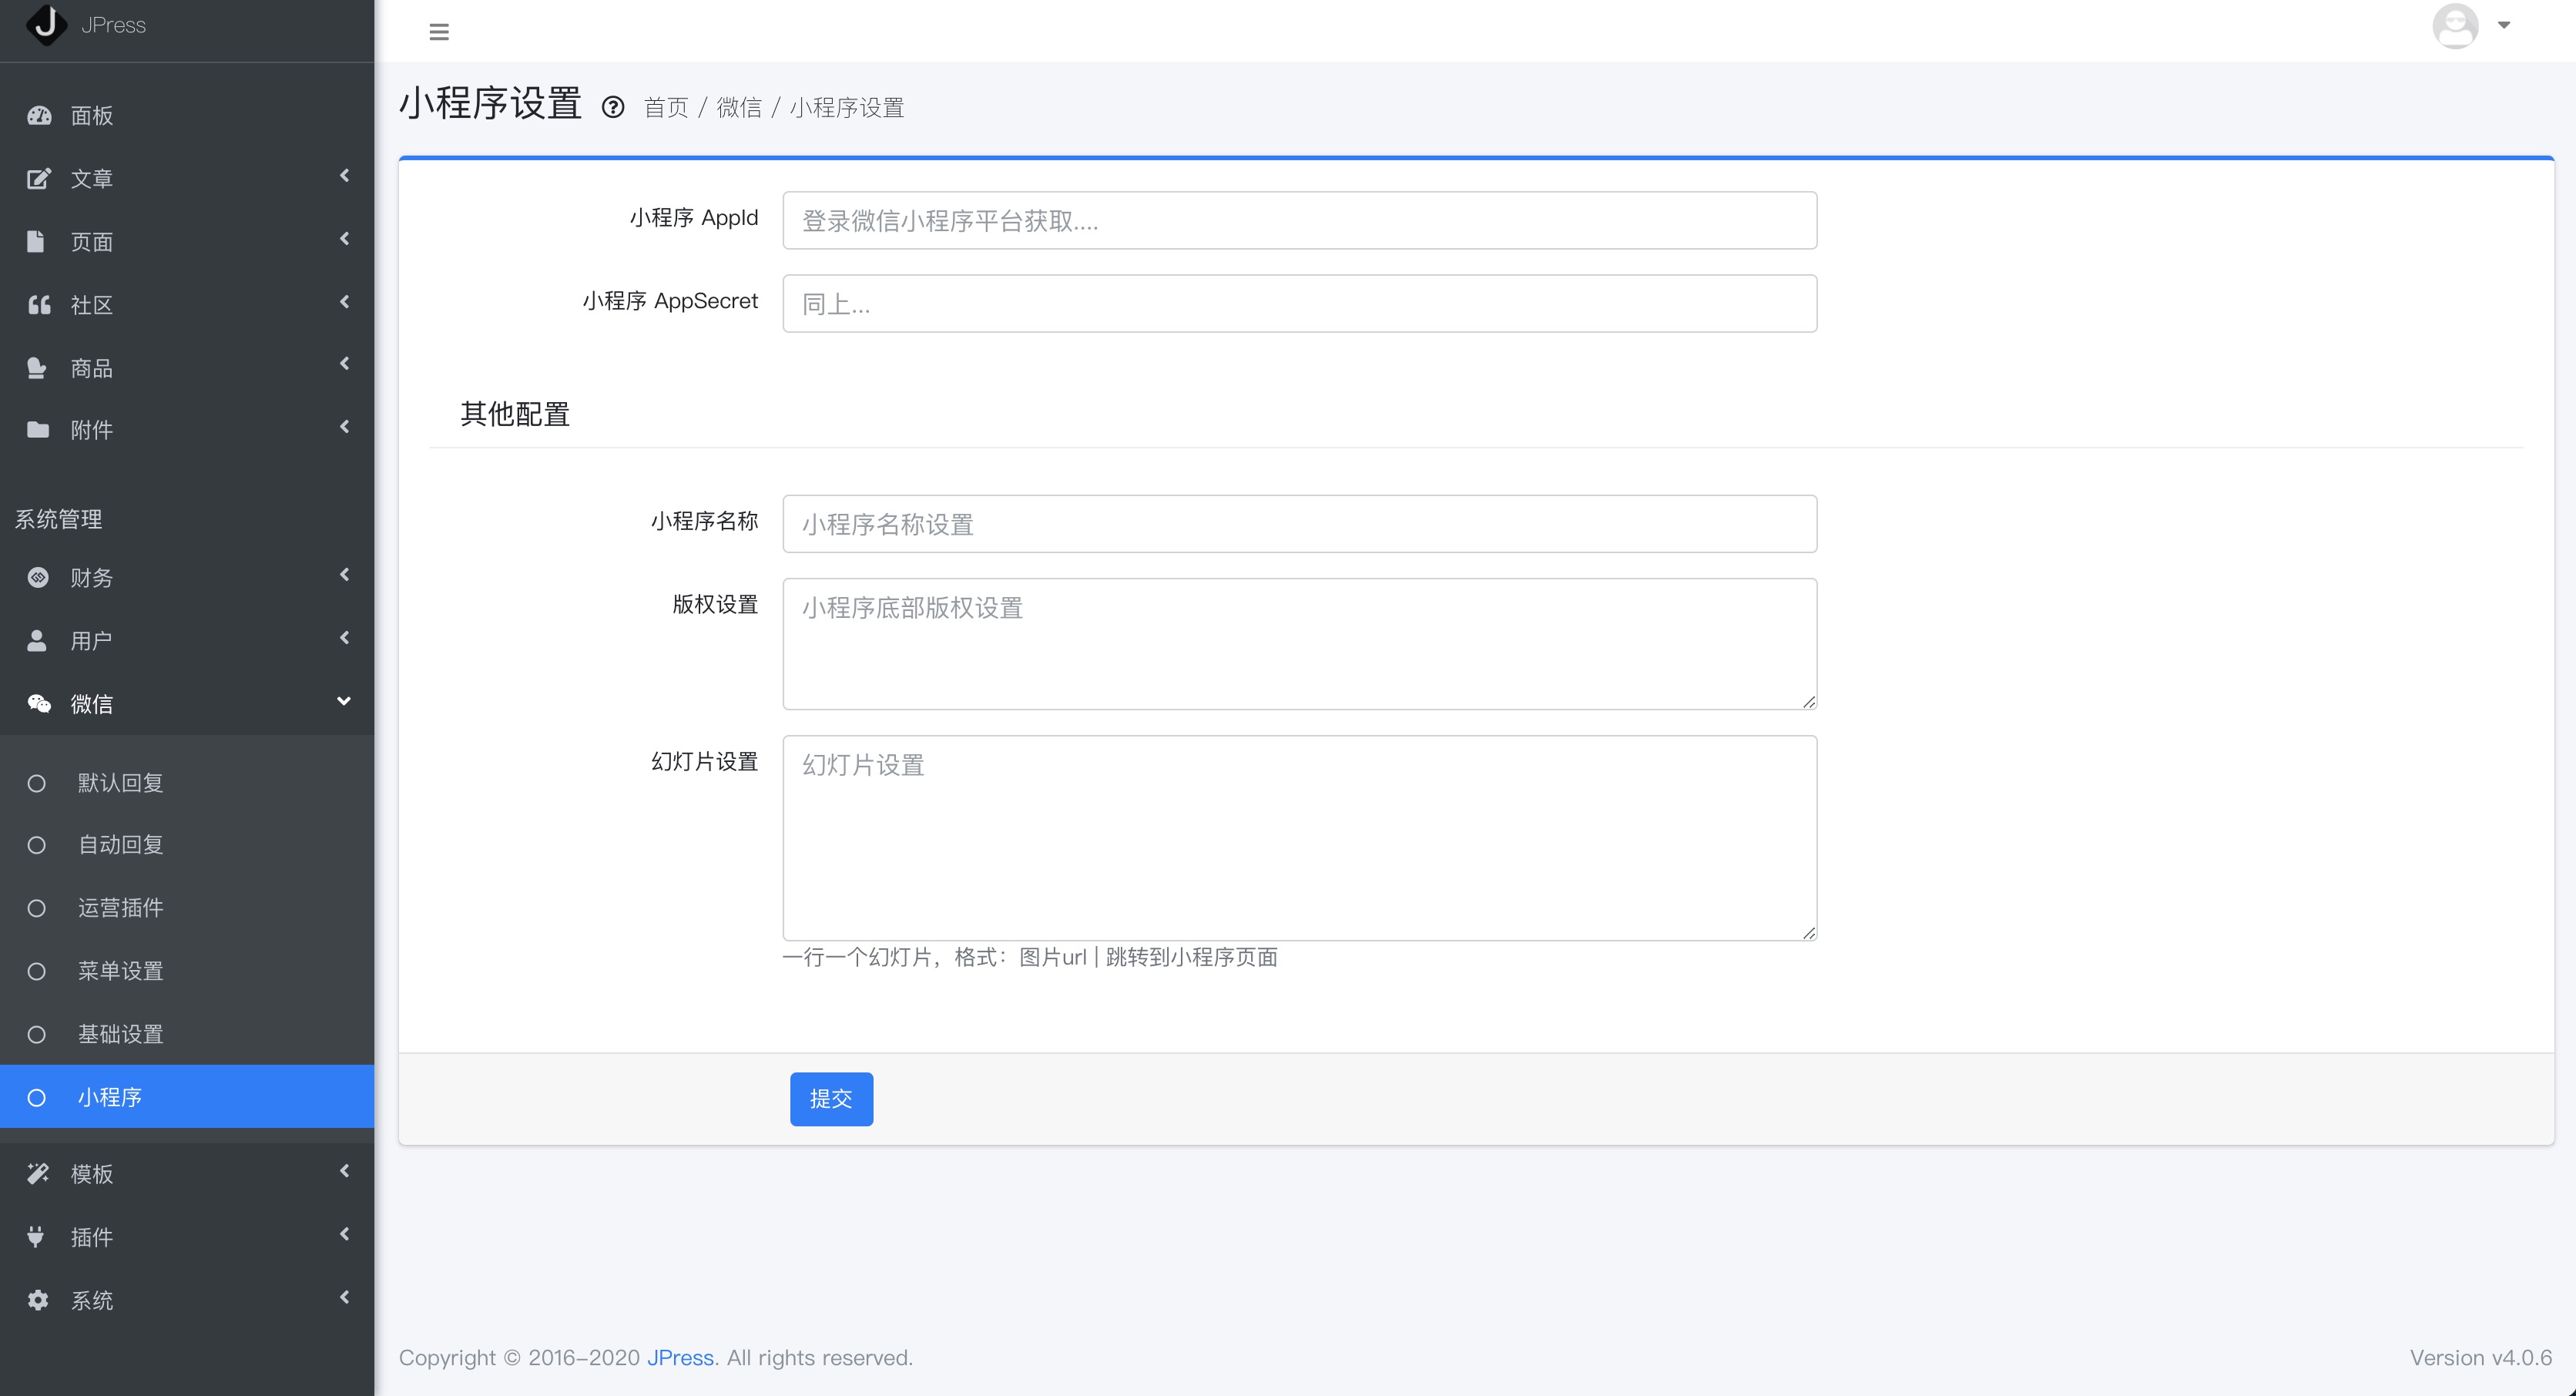 JPress
面板
文章
页面
社区
商品
附件
系统管理
财务
用户
微信
默认回复
自动回复
运营插件
菜单设置
基础设置
小程序
模板
插件
系统
小程序设置 首页 / 微信 / 小程序设置
小程序 AppId 登录微信小程序平台获取....
小程序 AppSecret 同上...
其他配置
小程序名称 小程序名称设置
版权设置 小程序底部版权设置
幻灯片设置 幻灯片设置
一行一个幻灯片，格式：图片url | 跳转到小程序页面
提交
Copyright © 2016-2020 JPress. All rights reserved. Version v4.0.6